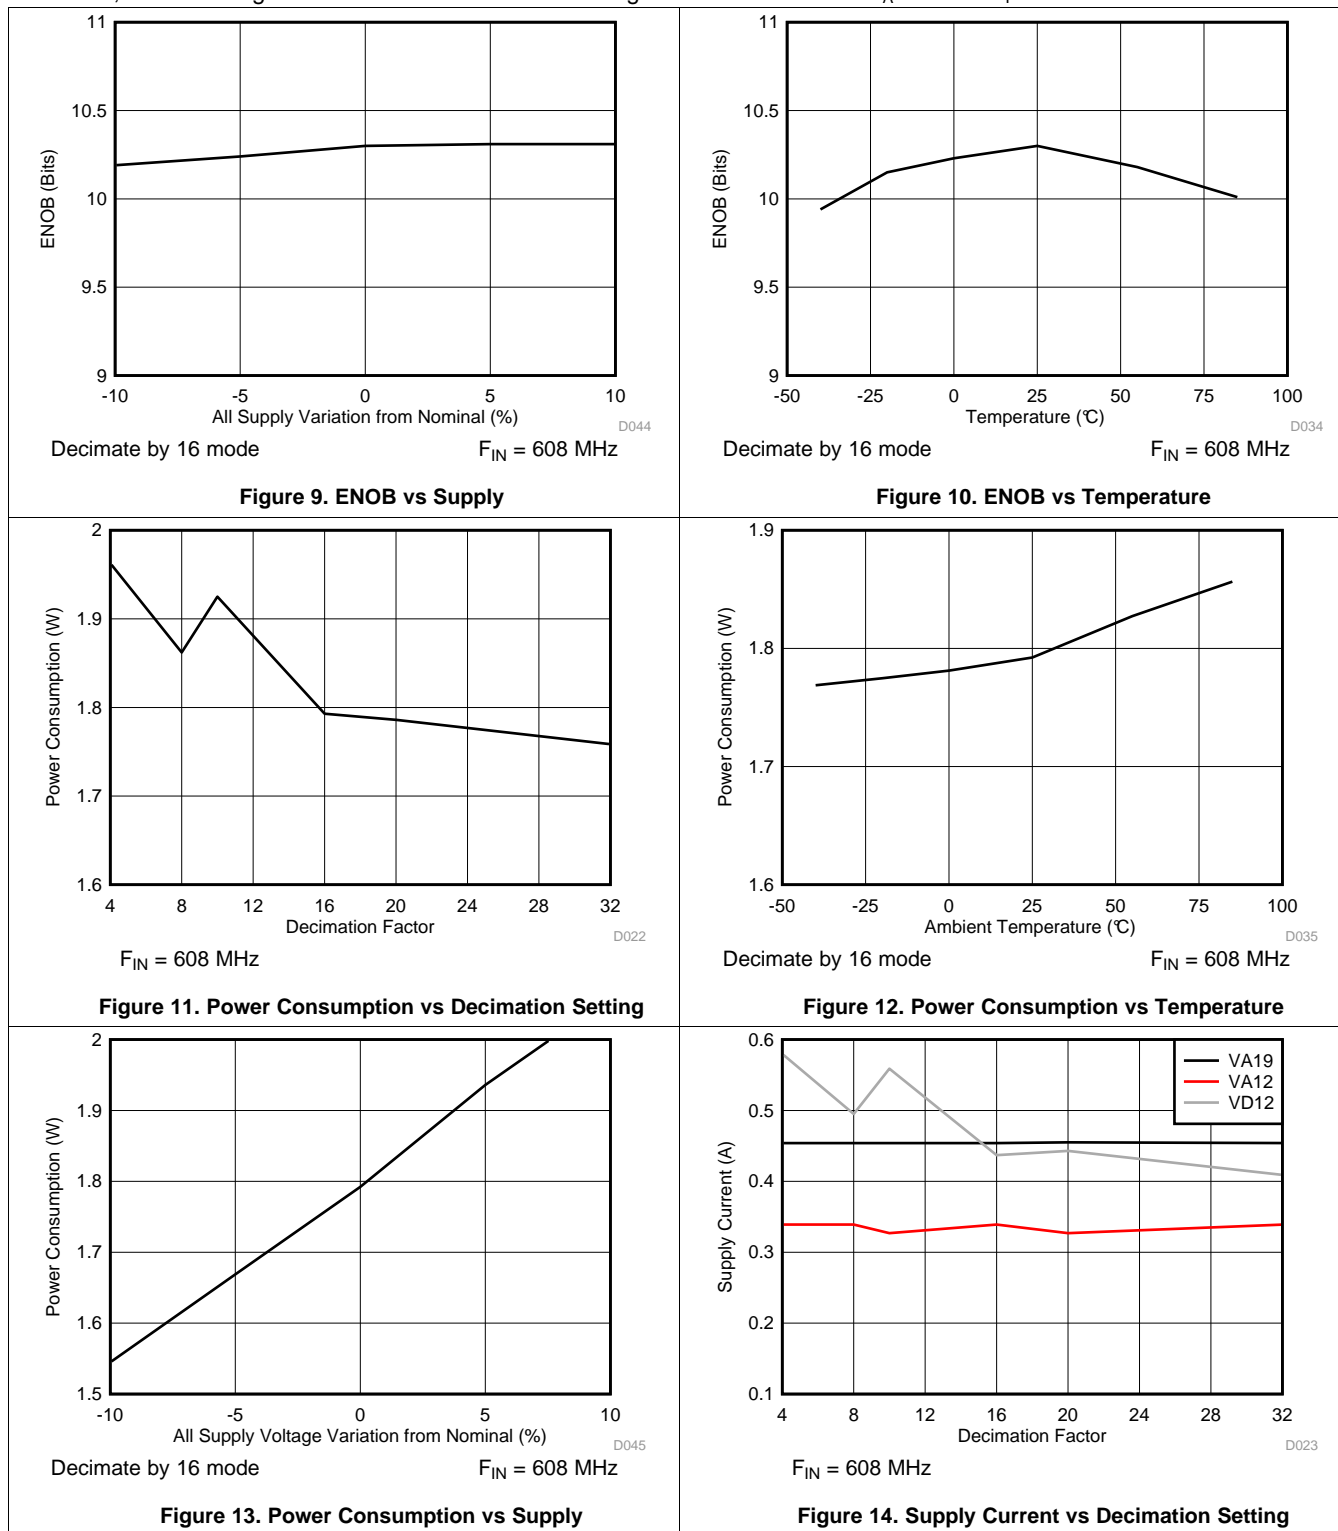 11
10.5
10
9.5
9
ENOB (Bits)
-10 -5 0 5 10
All Supply Variation from Nominal (%)
D044
Decimate by 16 mode F_IN = 608 MHz
Figure 9. ENOB vs Supply
11
10.5
10
9.5
9
ENOB (Bits)
-50 -25 0 25 50 75 100
Temperature (°C)
D034
Decimate by 16 mode F_IN = 608 MHz
Figure 10. ENOB vs Temperature
2
1.9
1.8
1.7
1.6
Power Consumption (W)
4 8 12 16 20 24 28 32
Decimation Factor
D022
F_IN = 608 MHz
Figure 11. Power Consumption vs Decimation Setting
1.9
1.8
1.7
1.6
Power Consumption (W)
-50 -25 0 25 50 75 100
Ambient Temperature (°C)
D035
Decimate by 16 mode F_IN = 608 MHz
Figure 12. Power Consumption vs Temperature
2
1.9
1.8
1.7
1.6
1.5
Power Consumption (W)
-10 -5 0 5 10
All Supply Voltage Variation from Nominal (%)
D045
Decimate by 16 mode F_IN = 608 MHz
Figure 13. Power Consumption vs Supply
0.6
0.5
0.4
0.3
0.2
0.1
Supply Current (A)
VA19
VA12
VD12
4 8 12 16 20 24 28 32
Decimation Factor
D023
F_IN = 608 MHz
Figure 14. Supply Current vs Decimation Setting